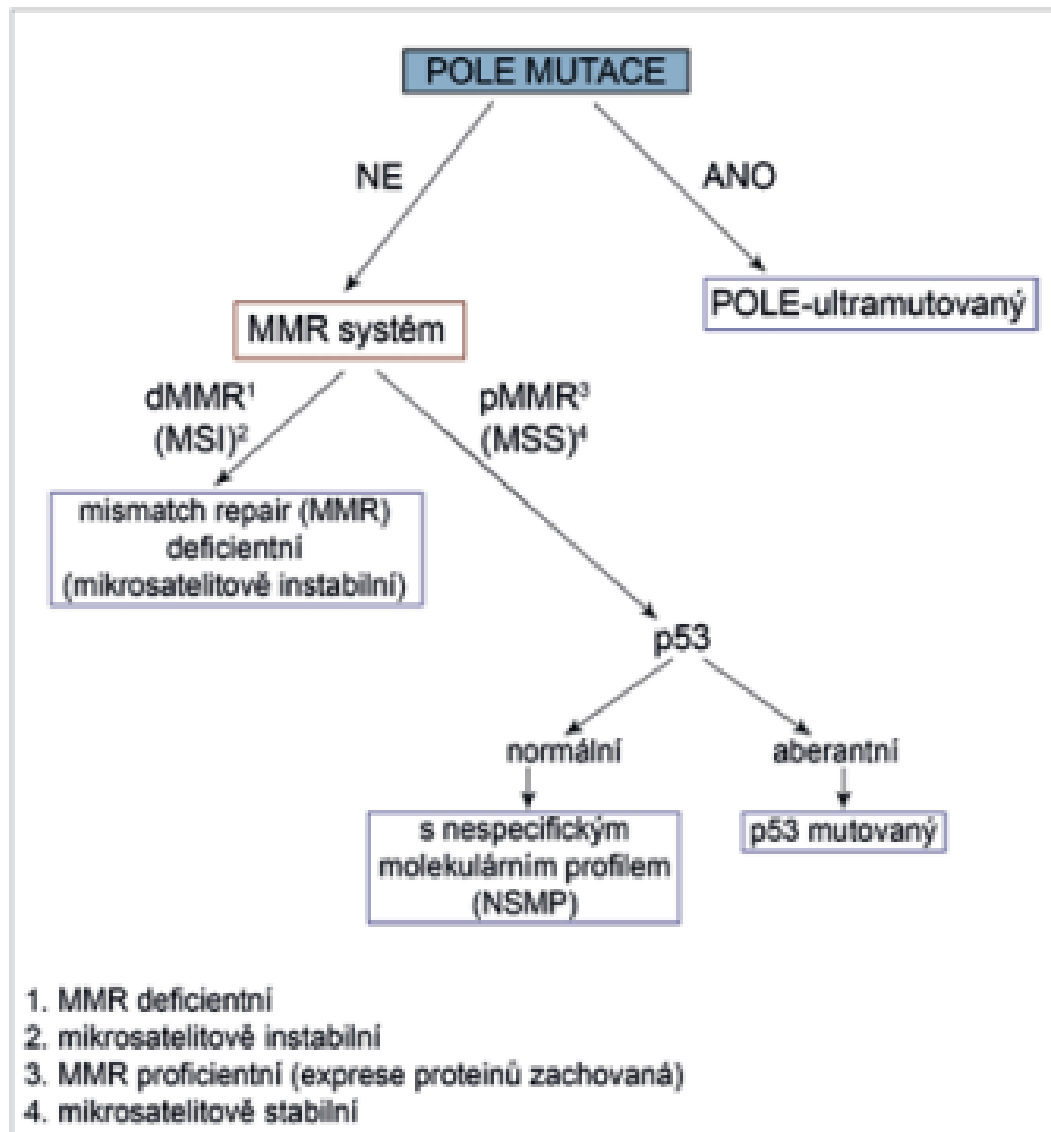 POLE MUTACE
NE
ANO
POLE-ultramutovaný
MMR systém
dMMR¹
(MSI)²
pMMR³
(MSS)⁴
mismatch repair (MMR)
deficientní
(mikrosatelitově instabilní)
p53
normální
aberantní
s nespecifickým
molekulárním profilem
(NSMP)
p53 mutovaný
1. MMR deficientní
2. mikrosatelitově instabilní
3. MMR proficientní (exprese proteinů zachovaná)
4. mikrosatelitově stabilní